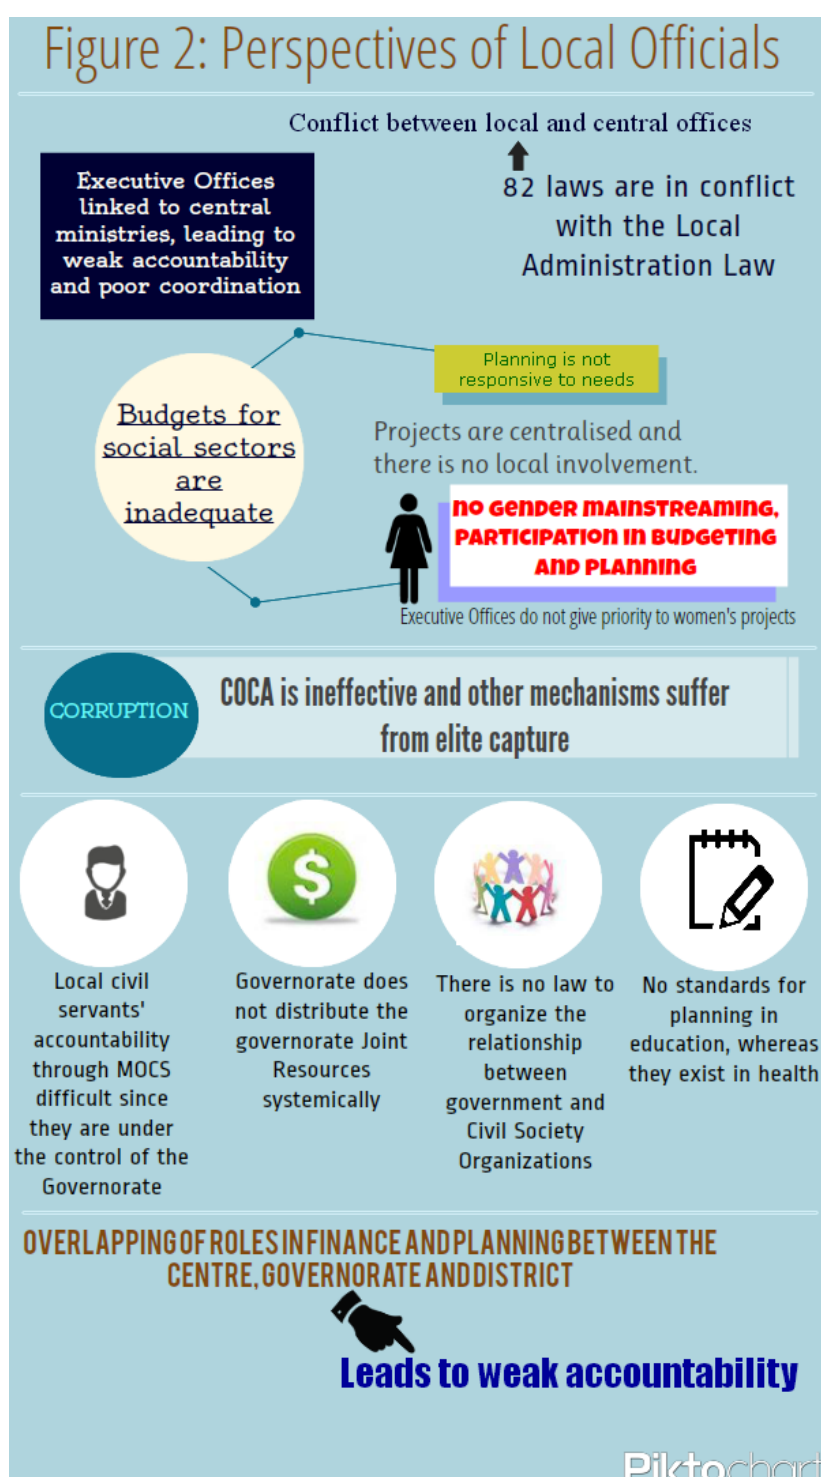 Figure 2: Perspectives of Local Officials
Conflict between local and central offices
Executive Offices
linked to central
ministries, leading to
weak accountability
and poor coordination
82 laws are in conflict
with the Local
Administration Law
Planning is not
responsive to needs
Budgets for
social sectors
are
inadequate
Projects are centralised and
there is no local involvement.
no Gender mainstreaming,
participation in budgeting
and planning
Executive Offices do not give priority to women's projects
CORRUPTION
COCA is ineffective and other mechanisms suffer
from elite capture
$
Local civil
servants'
accountability
through MOCS
difficult since
they are under
the control of the
Governorate
Governorate does
not distribute the
governorate Joint
Resources
systemically
There is no law to
organize the
relationship
between
government and
Civil Society
Organizations
No standards for
planning in
education, whereas
they exist in health
OVERLAPPING OF ROLES IN FINANCE AND PLANNING BETWEEN THE
CENTRE, GOVERNORATE AND DISTRICT
Leads to weak accountability
Piktochart